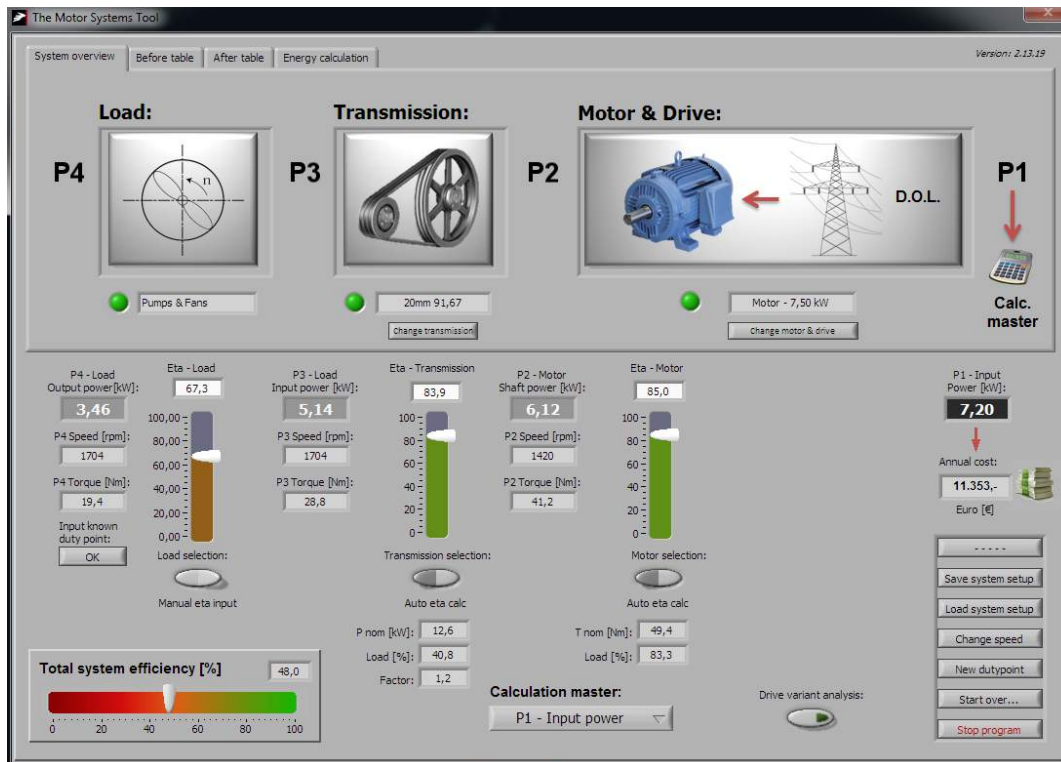 The Motor Systems Tool
System overview
Before table
After table
Energy calculation
Version: 2.13.19
Load:
Transmission:
Motor & Drive:
P4
n
P3
P2
D.O.L.
P1
Calc.
master
Pumps & Fans
20mm 91,67
Change transmission
Motor - 7,50 kW
Change motor & drive
P4 - Load
Output power[kW]:
3,46
P4 Speed [rpm]:
1704
P4 Torque [Nm]:
19,4
Input known
duty point:
OK
Eta - Load
67,3
100,00
80,00
60,00
40,00
20,00
0,00
Load selection:
Manual eta input
P3 - Load
Input power [kW]:
5,14
P3 Speed [rpm]:
1704
P3 Torque [Nm]:
28,8
Eta - Transmission
83,9
100
80
60
40
20
0
Transmission selection:
Auto eta calc
P nom [kW]: 12,6
Load [%]: 40,8
Factor: 1,2
P2 - Motor
Shaft power [kW]:
6,12
P2 Speed [rpm]:
1420
P2 Torque [Nm]:
41,2
Eta - Motor
85,0
100
80
60
40
20
0
Motor selection:
Auto eta calc
T nom [Nm]: 49,4
Load [%]: 83,3
P1 - Input
Power [kW]:
7,20
Annual cost:
11.353,-
Euro [€]
- - - - -
Save system setup
Load system setup
Change speed
New dutypoint
Start over...
Stop program
Total system efficiency [%] 48,0
0 20 40 60 80 100
Calculation master:
P1 - Input power
Drive variant analysis: